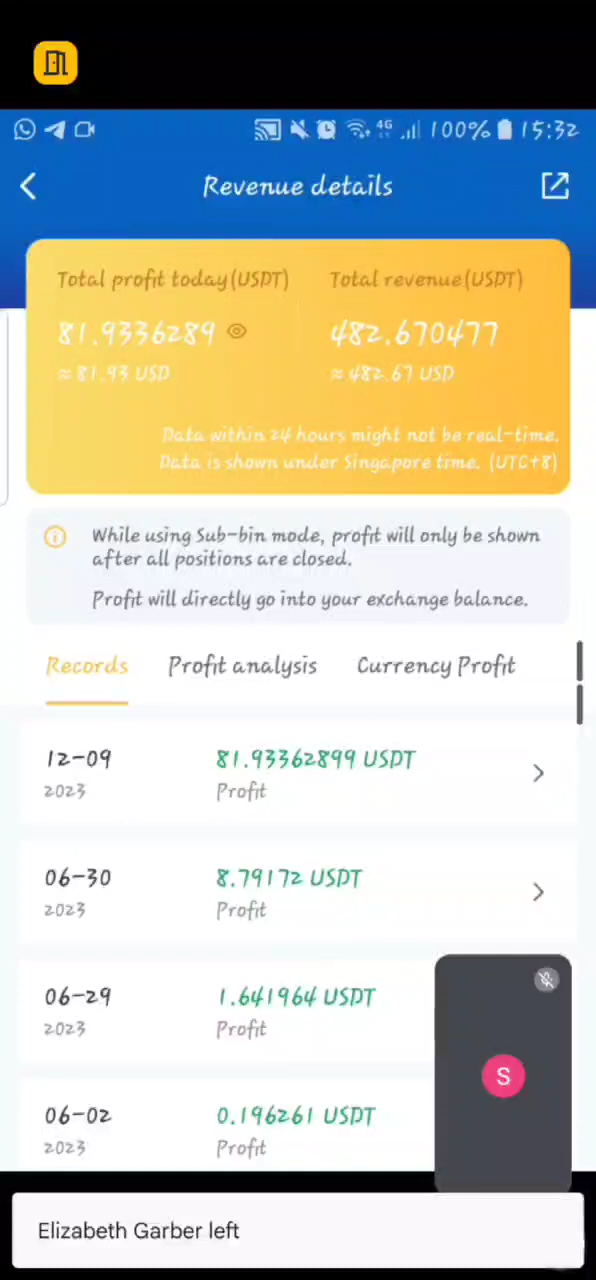 4G 100% 15:32
Revenue details
Total profit today(USDT)
Total revenue(USDT)
81.9336289
482.670477
≈ 81.93 USD
≈ 482.67 USD
Data within 24 hours might not be real-time.
Data is shown under Singapore time. (UTC+8)
While using Sub-bin mode, profit will only be shown
after all positions are closed.
Profit will directly go into your exchange balance.
Records Profit analysis Currency Profit
12-09 81.93362899 USDT
2023 Profit
06-30 8.79172 USDT
2023 Profit
06-29 1.641964 USDT
2023 Profit
S
06-02 0.196261 USDT
2023 Profit
Elizabeth Garber left